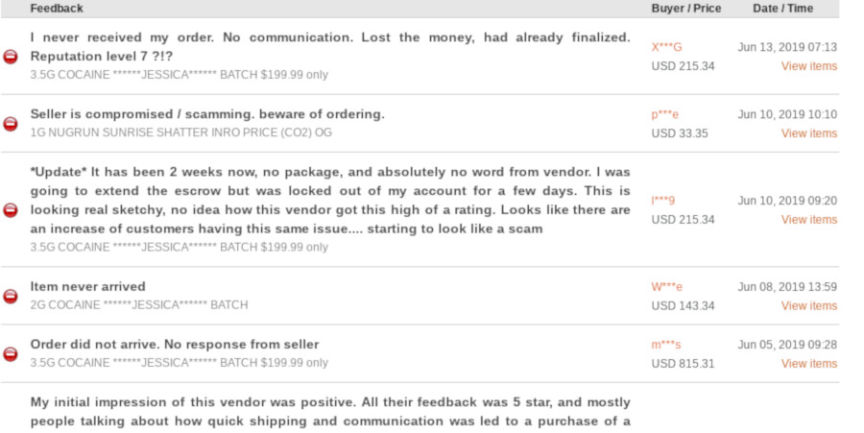 Feedback Buyer / Price Date / Time
I never received my order. No communication. Lost the money, had already finalized. X***G Jun 13, 2019 07:13
Reputation level 7 ?!? USD 215.34 View items
3.5G COCAINE ******JESSICA****** BATCH $199.99 only
Seller is compromised / scamming. beware of ordering. p***e Jun 10, 2019 10:10
1G NUGRUN SUNRISE SHATTER INRO PRICE (CO2) OG USD 33.35 View items
*Update* It has been 2 weeks now, no package, and absolutely no word from vendor. I was
going to extend the escrow but was locked out of my account for a few days. This is l***9 Jun 10, 2019 09:20
looking real sketchy, no idea how this vendor got this high of a rating. Looks like there are USD 215.34 View items
an increase of customers having this same issue.... starting to look like a scam
3.5G COCAINE ******JESSICA****** BATCH $199.99 only
Item never arrived W***e Jun 08, 2019 13:59
2G COCAINE ******JESSICA****** BATCH USD 143.34 View items
Order did not arrive. No response from seller m***s Jun 05, 2019 09:28
3.5G COCAINE ******JESSICA****** BATCH $199.99 only USD 815.31 View items
My initial impression of this vendor was positive. All their feedback was 5 star, and mostly
people talking about how quick shipping and communication was led to a purchase of a